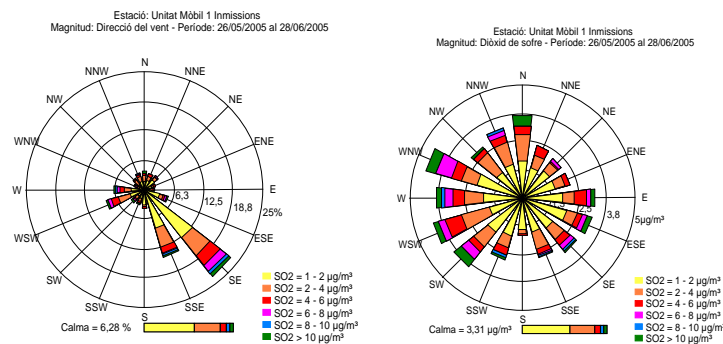 Estació: Unitat Mòbil 1 Inmissions
Magnitud: Direcció del vent - Període: 26/05/2005 al 28/06/2005
N
NNW
NNE
NW
NE
WNW
ENE
W
E
6,3
12,5
18,8
25%
WSW
ESE
SW
SE
SSW
SSE
S
SO2 = 1 - 2 µg/m³
SO2 = 2 - 4 µg/m³
SO2 = 4 - 6 µg/m³
SO2 = 6 - 8 µg/m³
SO2 = 8 - 10 µg/m³
SO2 > 10 µg/m³
Calma = 6,28 %
Estació: Unitat Mòbil 1 Inmissions
Magnitud: Diòxid de sofre - Període: 26/05/2005 al 28/06/2005
N
NNW
NNE
NW
NE
WNW
ENE
W
E
2,5
3,8
5µg/m³
WSW
ESE
SW
SE
SSW
SSE
S
SO2 = 1 - 2 µg/m³
SO2 = 2 - 4 µg/m³
SO2 = 4 - 6 µg/m³
SO2 = 6 - 8 µg/m³
SO2 = 8 - 10 µg/m³
SO2 > 10 µg/m³
Calma = 3,31 µg/m³